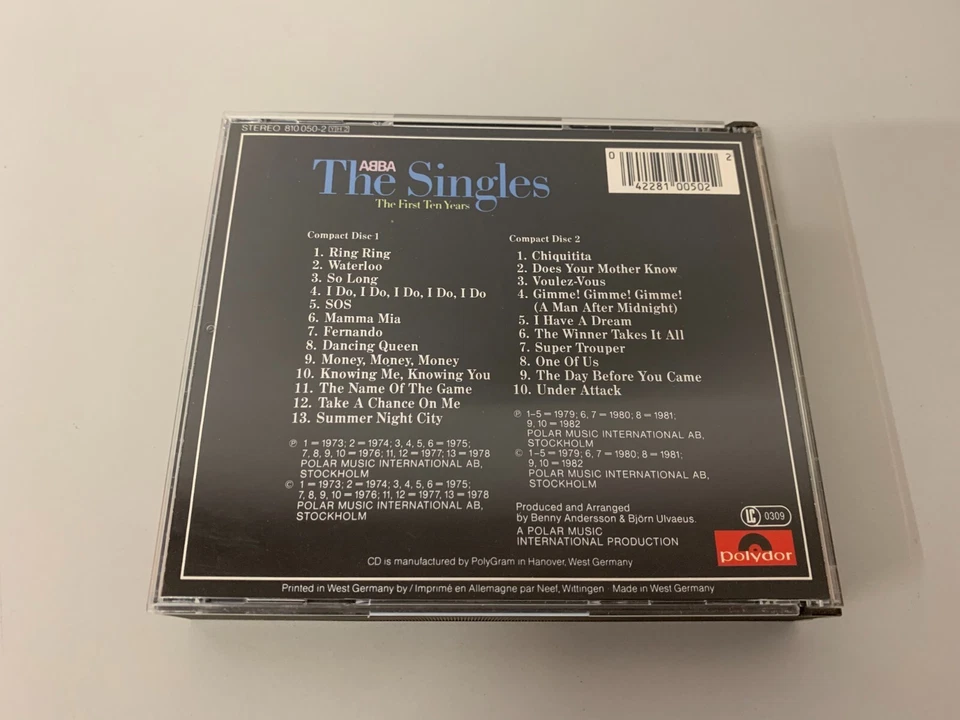 STEREO 810 050-2 Y|H 2
ABBA
The Singles
The First Ten Years
0 42281 00502 2
Compact Disc 1
1. Ring Ring
2. Waterloo
3. So Long
4. I Do, I Do, I Do, I Do, I Do
5. SOS
6. Mamma Mia
7. Fernando
8. Dancing Queen
9. Money, Money, Money
10. Knowing Me, Knowing You
11. The Name Of The Game
12. Take A Chance On Me
13. Summer Night City
℗ 1=1973; 2=1974; 3, 4, 5, 6=1975;
7, 8, 9, 10=1976; 11, 12=1977; 13=1978
POLAR MUSIC INTERNATIONAL AB,
STOCKHOLM
© 1=1973; 2=1974; 3, 4, 5, 6=1975;
7, 8, 9, 10=1976; 11, 12=1977, 13=1978
POLAR MUSIC INTERNATIONAL AB,
STOCKHOLM
Compact Disc 2
1. Chiquitita
2. Does Your Mother Know
3. Voulez-Vous
4. Gimme! Gimme! Gimme!
(A Man After Midnight)
5. I Have A Dream
6. The Winner Takes It All
7. Super Trouper
8. One Of Us
9. The Day Before You Came
10. Under Attack
℗ 1-5=1979; 6, 7=1980; 8=1981;
9, 10=1982
POLAR MUSIC INTERNATIONAL AB,
STOCKHOLM
© 1-5=1979; 6, 7=1980; 8=1981;
9, 10=1982
POLAR MUSIC INTERNATIONAL AB,
STOCKHOLM
Produced and Arranged
by Benny Andersson & Björn Ulvaeus.
A POLAR MUSIC
INTERNATIONAL PRODUCTION
LC 0309
polydor
CD is manufactured by PolyGram in Hanover, West Germany
Printed in West Germany by / Imprimé en Allemagne par Neef, Wittingen · Made in West Germany